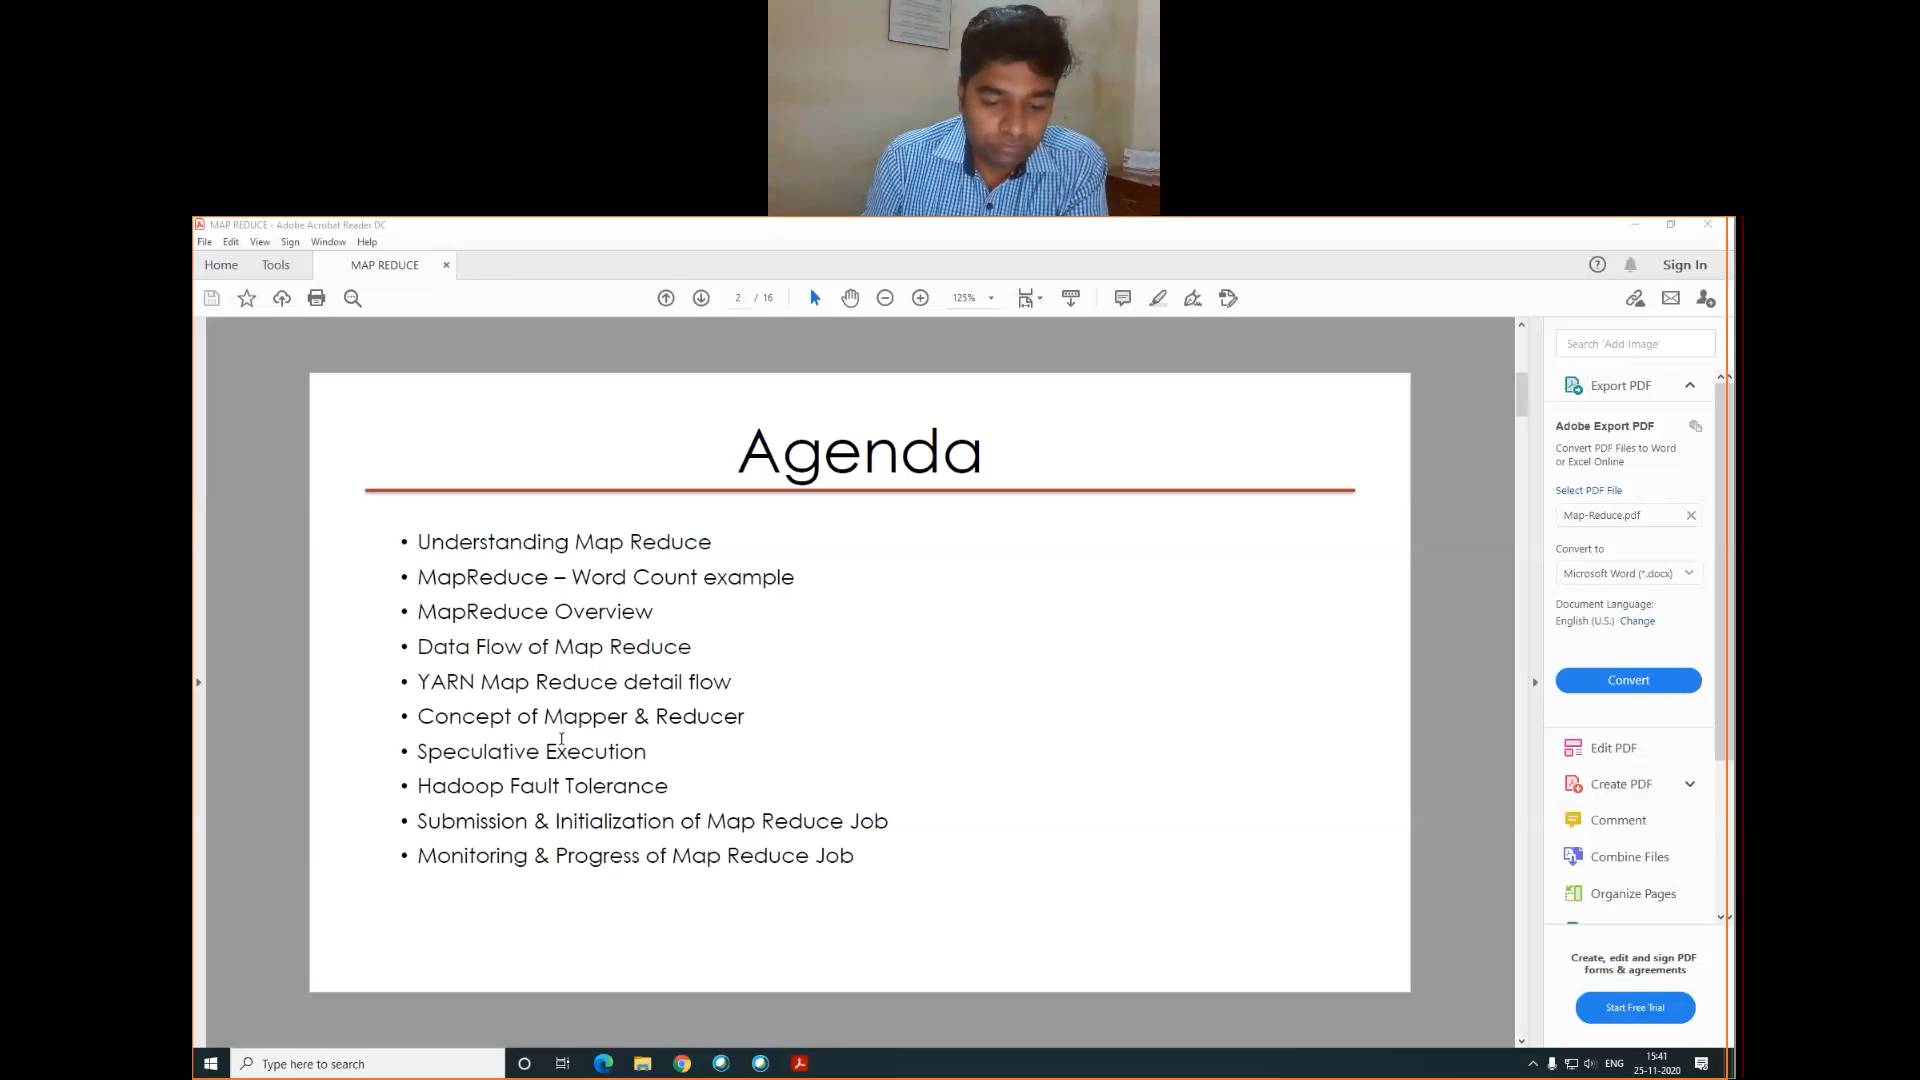 MAP REDUCE - Adobe Acrobat Reader DC
File Edit View Sign Window Help
Home Tools MAP REDUCE × Sign In
2 / 16 125%
Search 'Add Image'
Export PDF
Adobe Export PDF
Convert PDF Files to Word
or Excel Online
Select PDF File
Map-Reduce.pdf
Convert to
Microsoft Word (*.docx)
Document Language:
English (U.S.) Change
Convert
Edit PDF
Create PDF
Comment
Combine Files
Organize Pages
Create, edit and sign PDF
forms & agreements
Start Free Trial
Agenda
• Understanding Map Reduce
• MapReduce – Word Count example
• MapReduce Overview
• Data Flow of Map Reduce
• YARN Map Reduce detail flow
• Concept of Mapper & Reducer
• Speculative Execution
• Hadoop Fault Tolerance
• Submission & Initialization of Map Reduce Job
• Monitoring & Progress of Map Reduce Job
Type here to search
ENG
15:41
25-11-2020